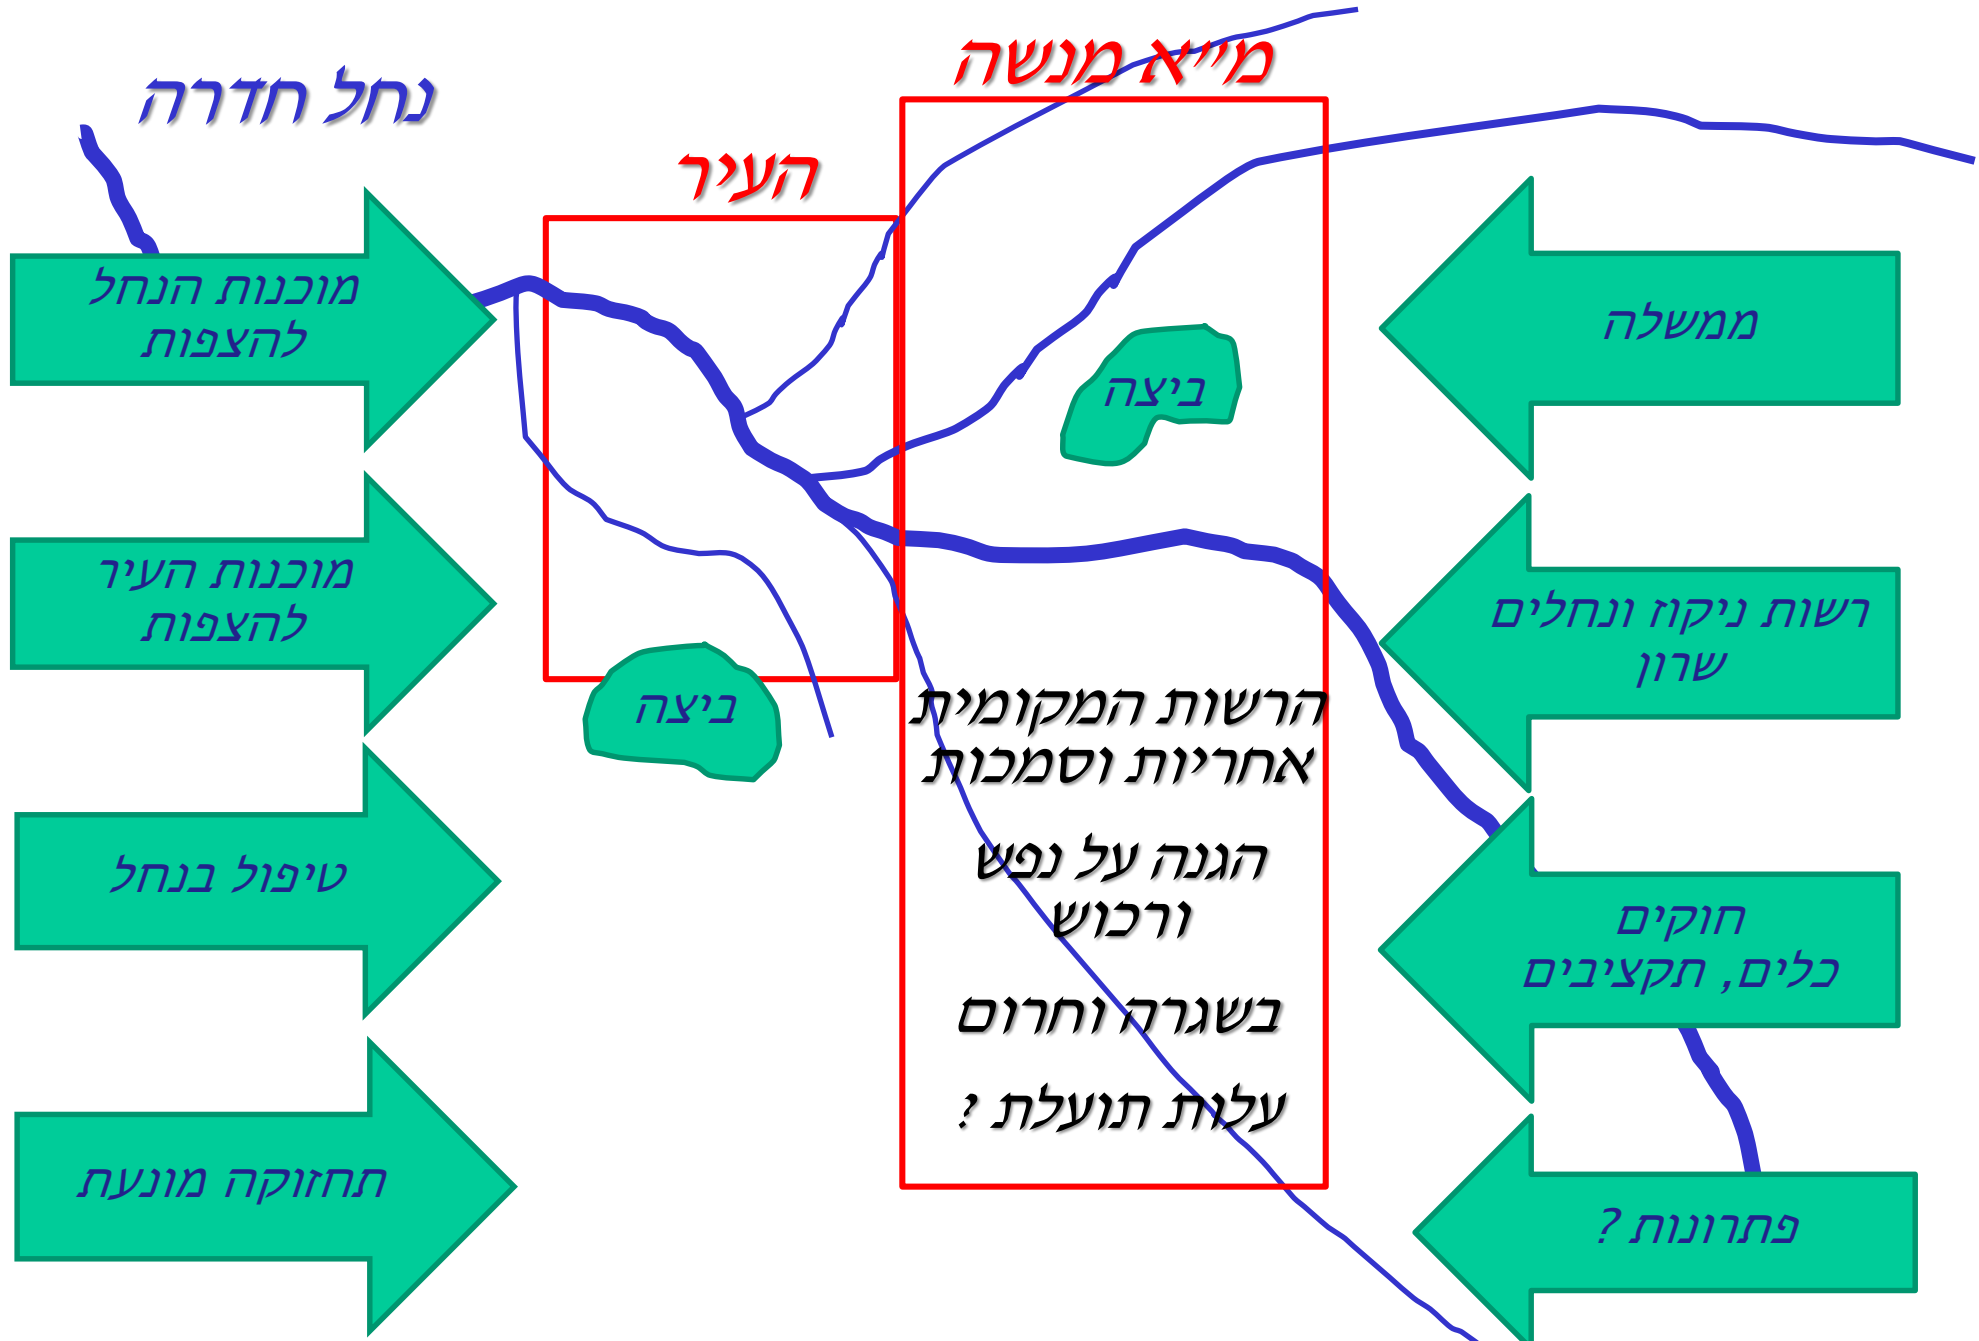 מי״א מנשה
נחל חדרה
העיר
ממשלה
רשות ניקוז ונחלים
שרון
חוקים
כלים, תקציבים
פתרונות ?
ביצה
הרשות המקומית
אחריות וסמכות
הגנה על נפש
ורכוש
בשגרה וחרום
עלות תועלת ?
ביצה
מוכנות הנחל
להצפות
מוכנות העיר
להצפות
טיפול בנחל
תחזוקה מונעת